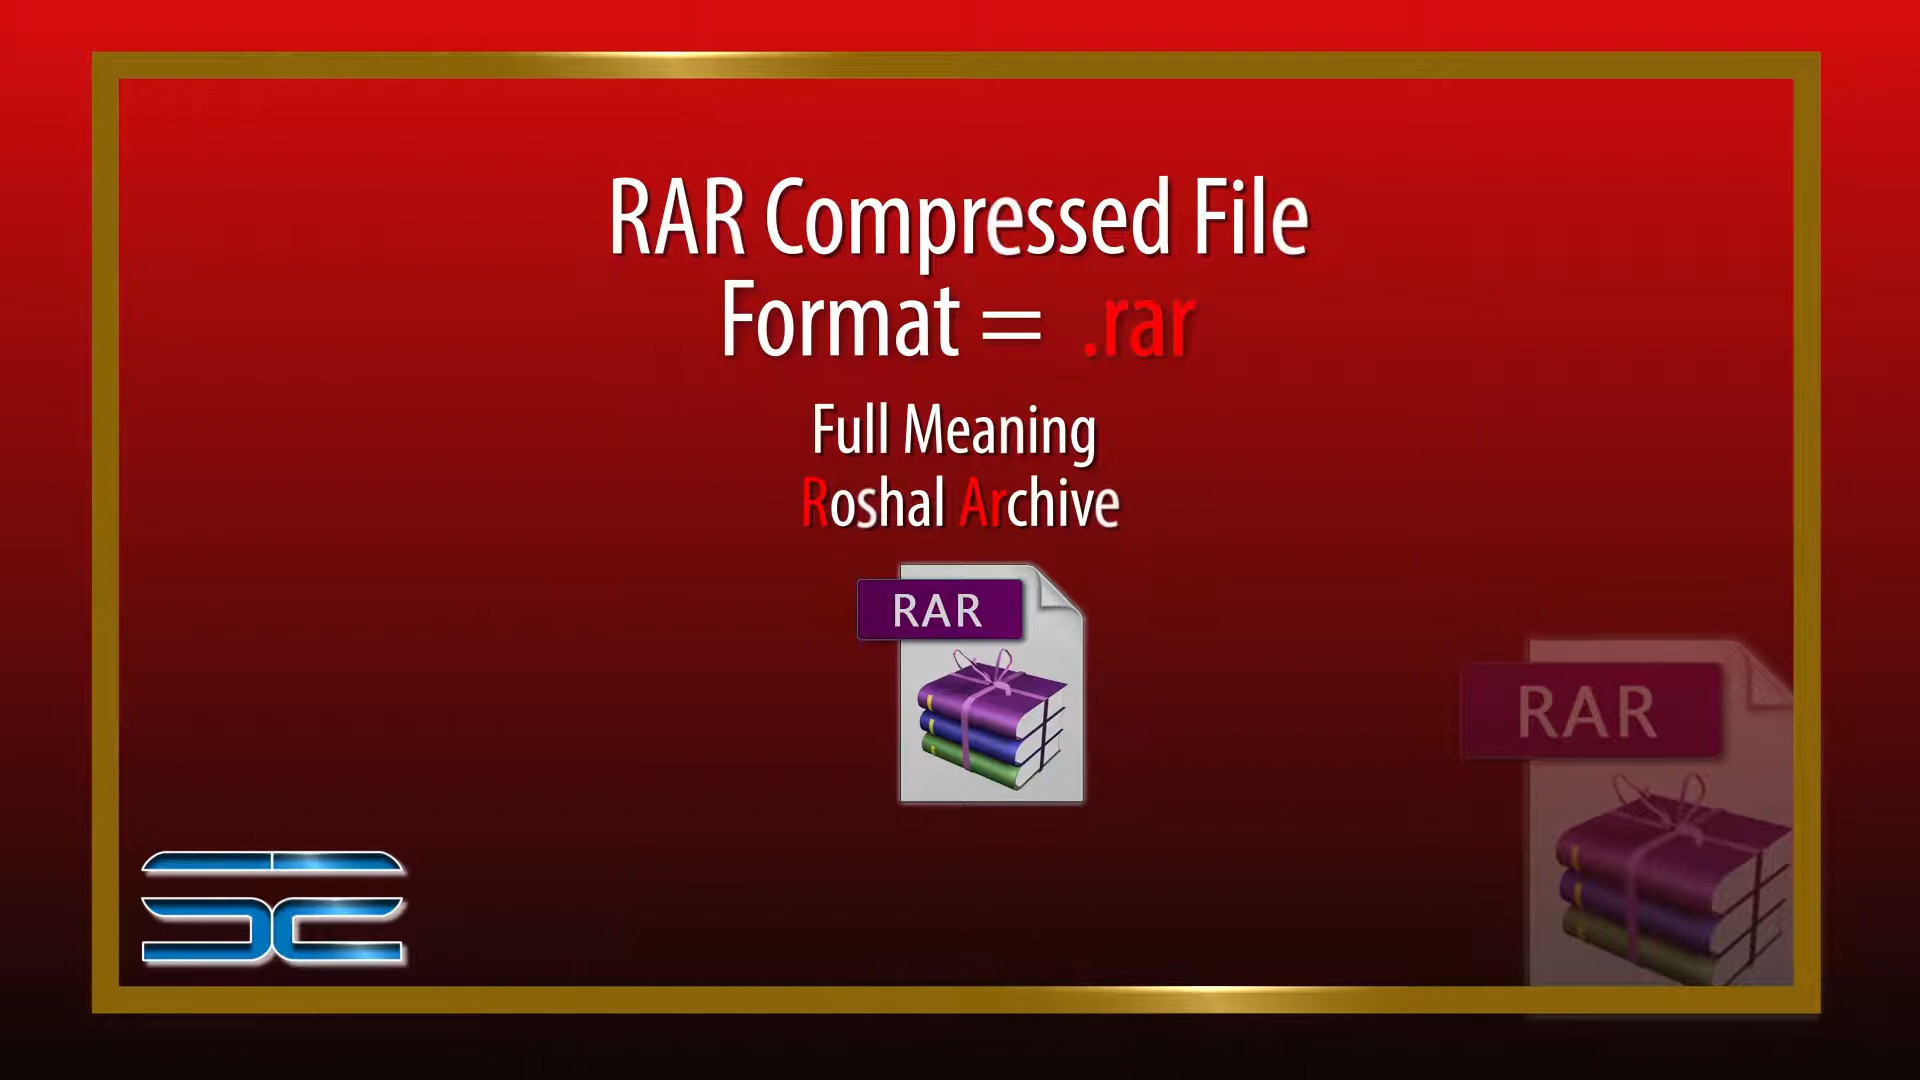 RAR Compressed File
Format = .rar
Full Meaning
Roshal Archive
RAR
RAR